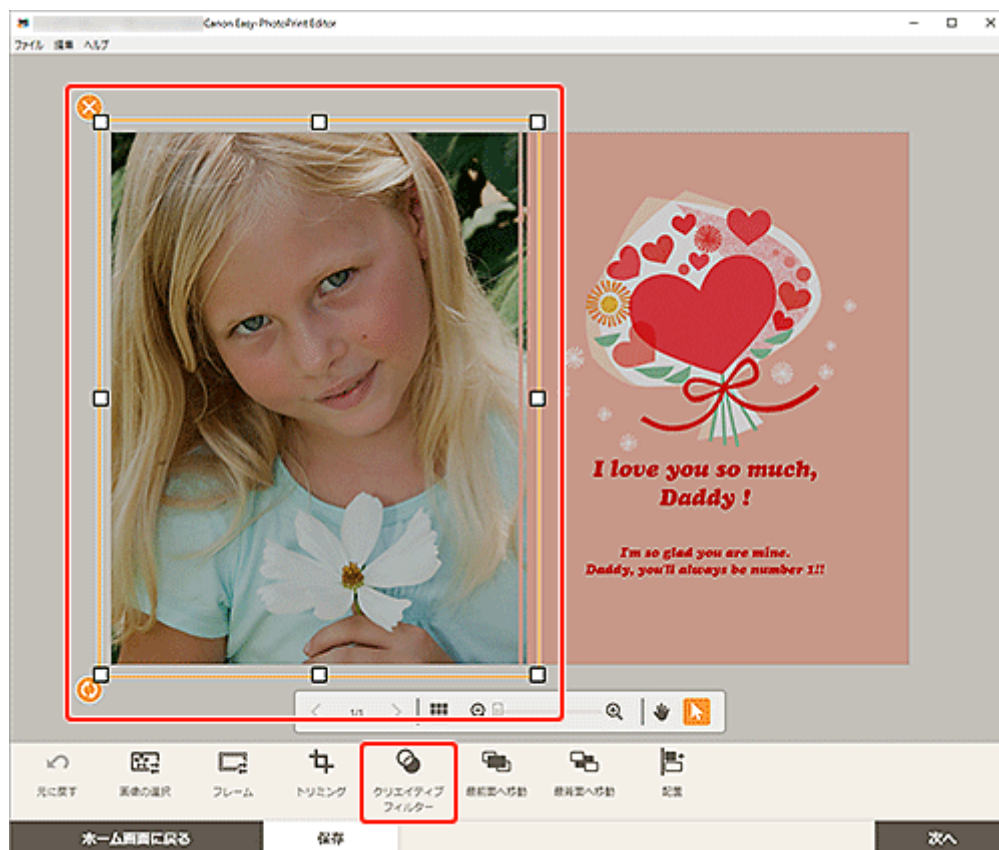 Canon Easy-PhotoPrint Editor
ファイル 編集 ヘルプ
I love you so much,
Daddy !
I'm so glad you are mine.
Daddy, you'll always be number 1!!
1/1
元に戻す 画像の選択 フレーム トリミング クリエイティブ 最前面へ移動 最背面へ移動 配置
フィルター
ホーム画面に戻る 保存 次へ